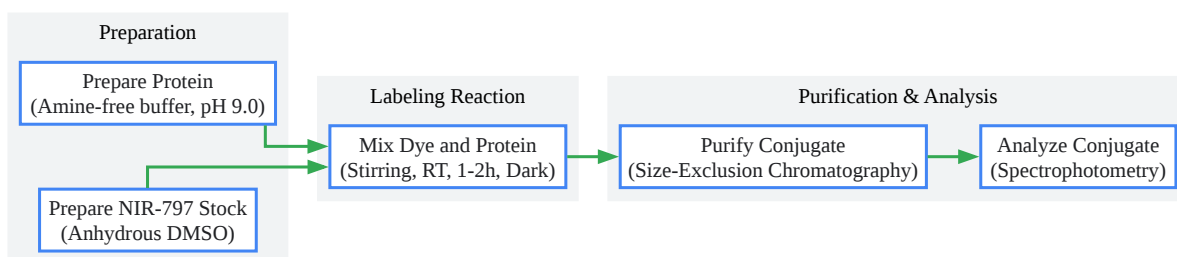 Preparation
Prepare Protein
(Amine-free buffer, pH 9.0)
Prepare NIR-797 Stock
(Anhydrous DMSO)
Labeling Reaction
Mix Dye and Protein
(Stirring, RT, 1-2h, Dark)
Purification & Analysis
Purify Conjugate
(Size-Exclusion Chromatography)
Analyze Conjugate
(Spectrophotometry)